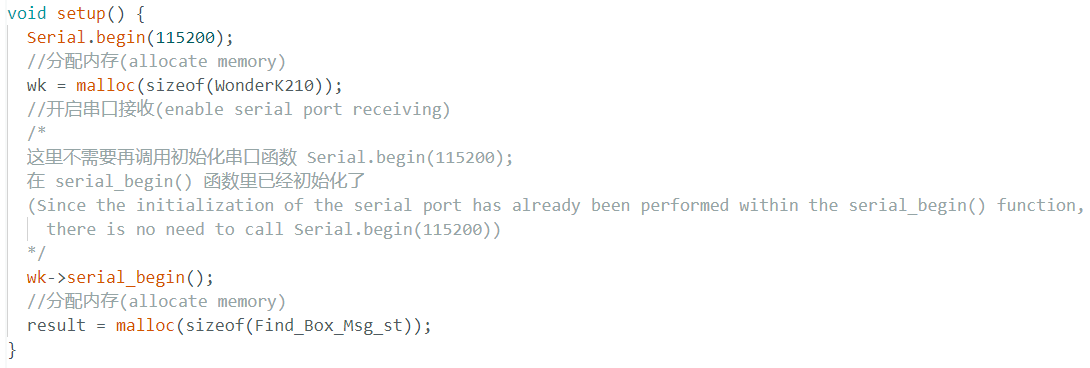 void setup() {
  Serial.begin(115200);
  //分配内存(allocate memory)
  wk = malloc(sizeof(WonderK210));
  //开启串口接收(enable serial port receiving)
  /*
  这里不需要再调用初始化串口函数 Serial.begin(115200);
  在 serial_begin() 函数里已经初始化了
  (Since the initialization of the serial port has already been performed within the serial_begin() function,
    there is no need to call Serial.begin(115200))
  */
  wk->serial_begin();
  //分配内存(allocate memory)
  result = malloc(sizeof(Find_Box_Msg_st));
}